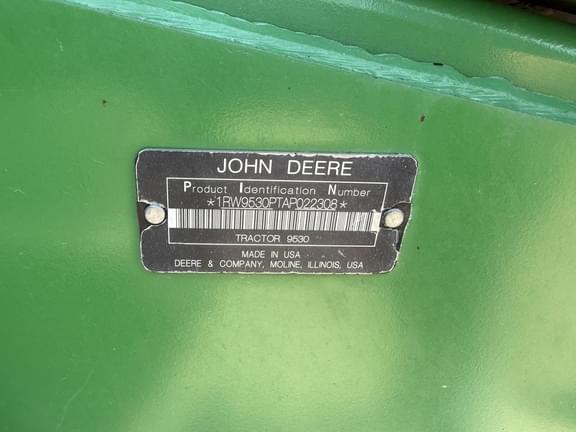 JOHN DEERE
Product Identification Number
*1RW9530PTAP022308*
TRACTOR 9530
MADE IN USA
DEERE & COMPANY, MOLINE, ILLINOIS, USA